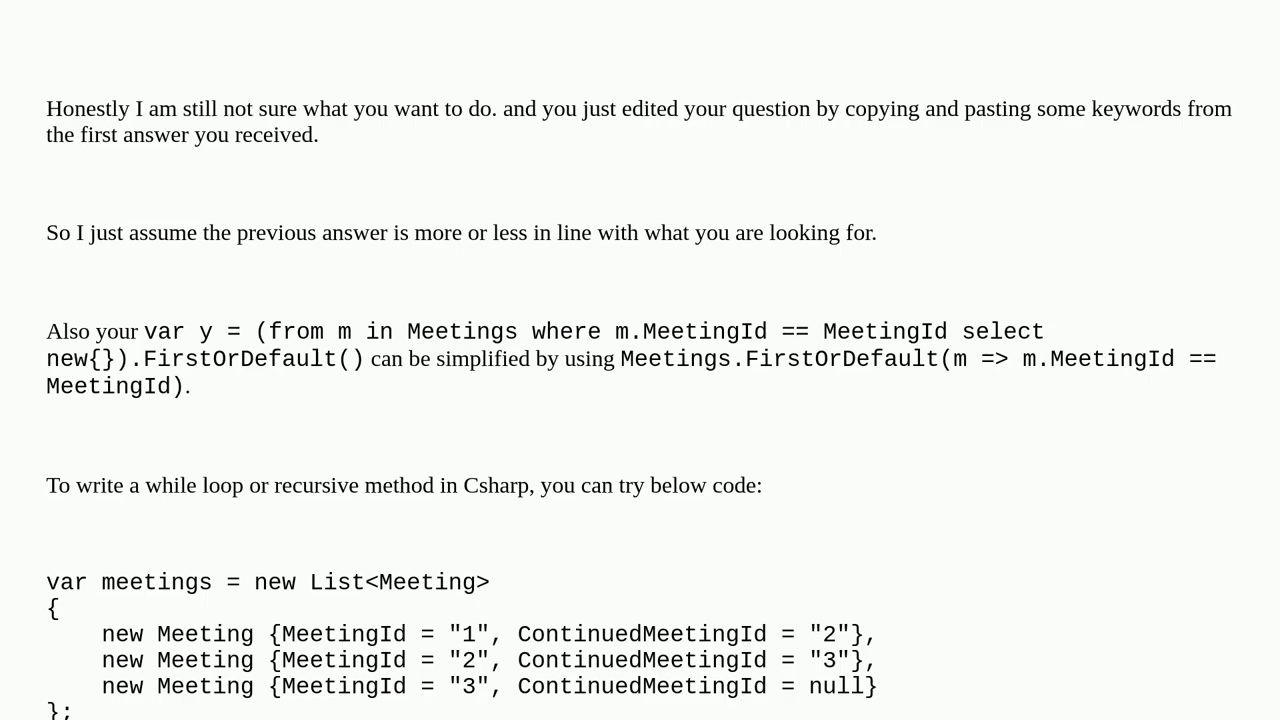 Honestly I am still not sure what you want to do. and you just edited your question by copying and pasting some keywords from
the first answer you received.
So I just assume the previous answer is more or less in line with what you are looking for.
Also your var y = (from m in Meetings where m.MeetingId == MeetingId select
new{}).FirstOrDefault() can be simplified by using Meetings.FirstOrDefault(m => m.MeetingId ==
MeetingId).
To write a while loop or recursive method in Csharp, you can try below code:
var meetings = new List<Meeting>
{
    new Meeting {MeetingId = "1", ContinuedMeetingId = "2"},
    new Meeting {MeetingId = "2", ContinuedMeetingId = "3"},
    new Meeting {MeetingId = "3", ContinuedMeetingId = null}
};